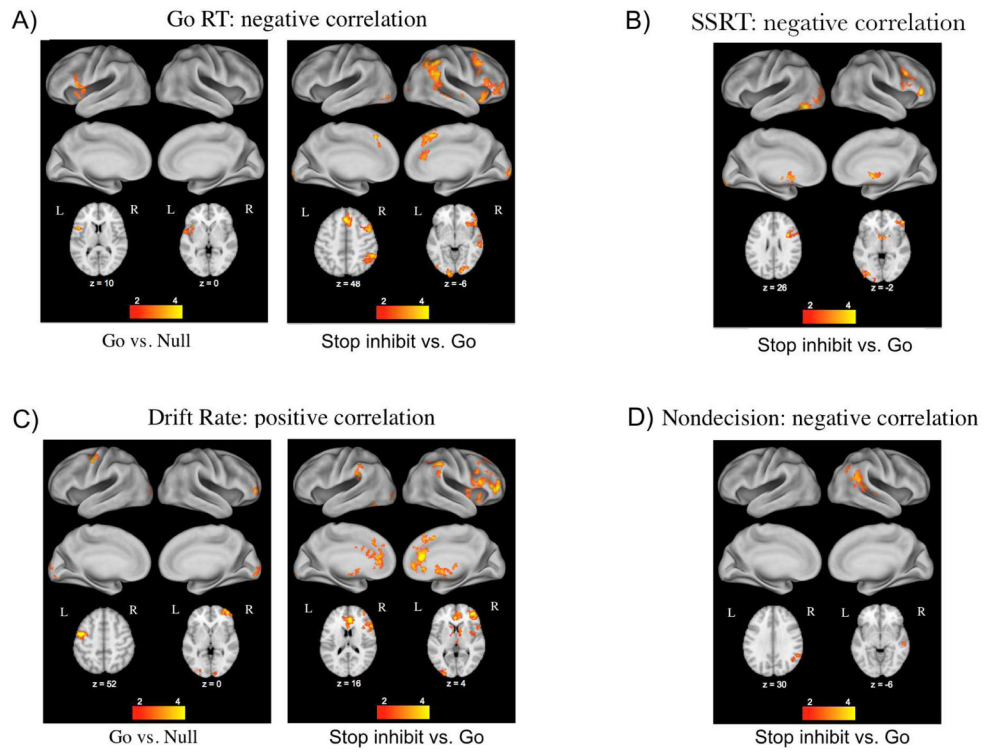 A) Go RT: negative correlation
L R L R
z = 10 z = 0 z = 48 z = -6
2 4 2 4
Go vs. Null Stop inhibit vs. Go
B) SSRT: negative correlation
L R
z = 26 z = -2
2 4
Stop inhibit vs. Go
C) Drift Rate: positive correlation
L R L R
z = 52 z = 0 z = 16 z = 4
2 4 2 4
Go vs. Null Stop inhibit vs. Go
D) Nondecision: negative correlation
L R
z = 30 z = -6
2 4
Stop inhibit vs. Go